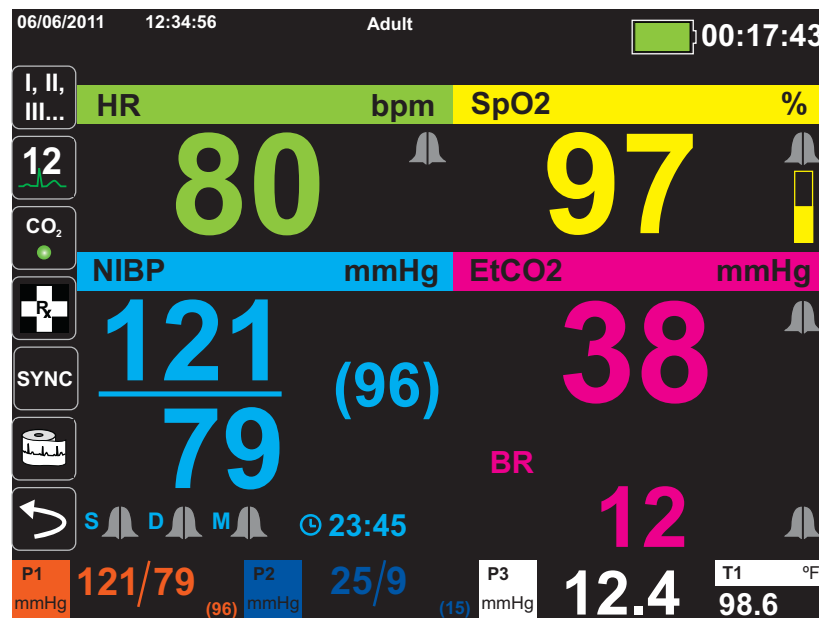 06/06/2011 12:34:56 Adult 00:17:43
I, II,
III...
HR bpm SpO2 %
12
80 97
CO₂
NIBP mmHg EtCO2 mmHg
Rx
121 38
SYNC
(96)
79
BR
12
S D M 23:45
P1 121/79 P2 25/9 P3 12.4 T1 ºF
mmHg (96) mmHg (15) mmHg 98.6